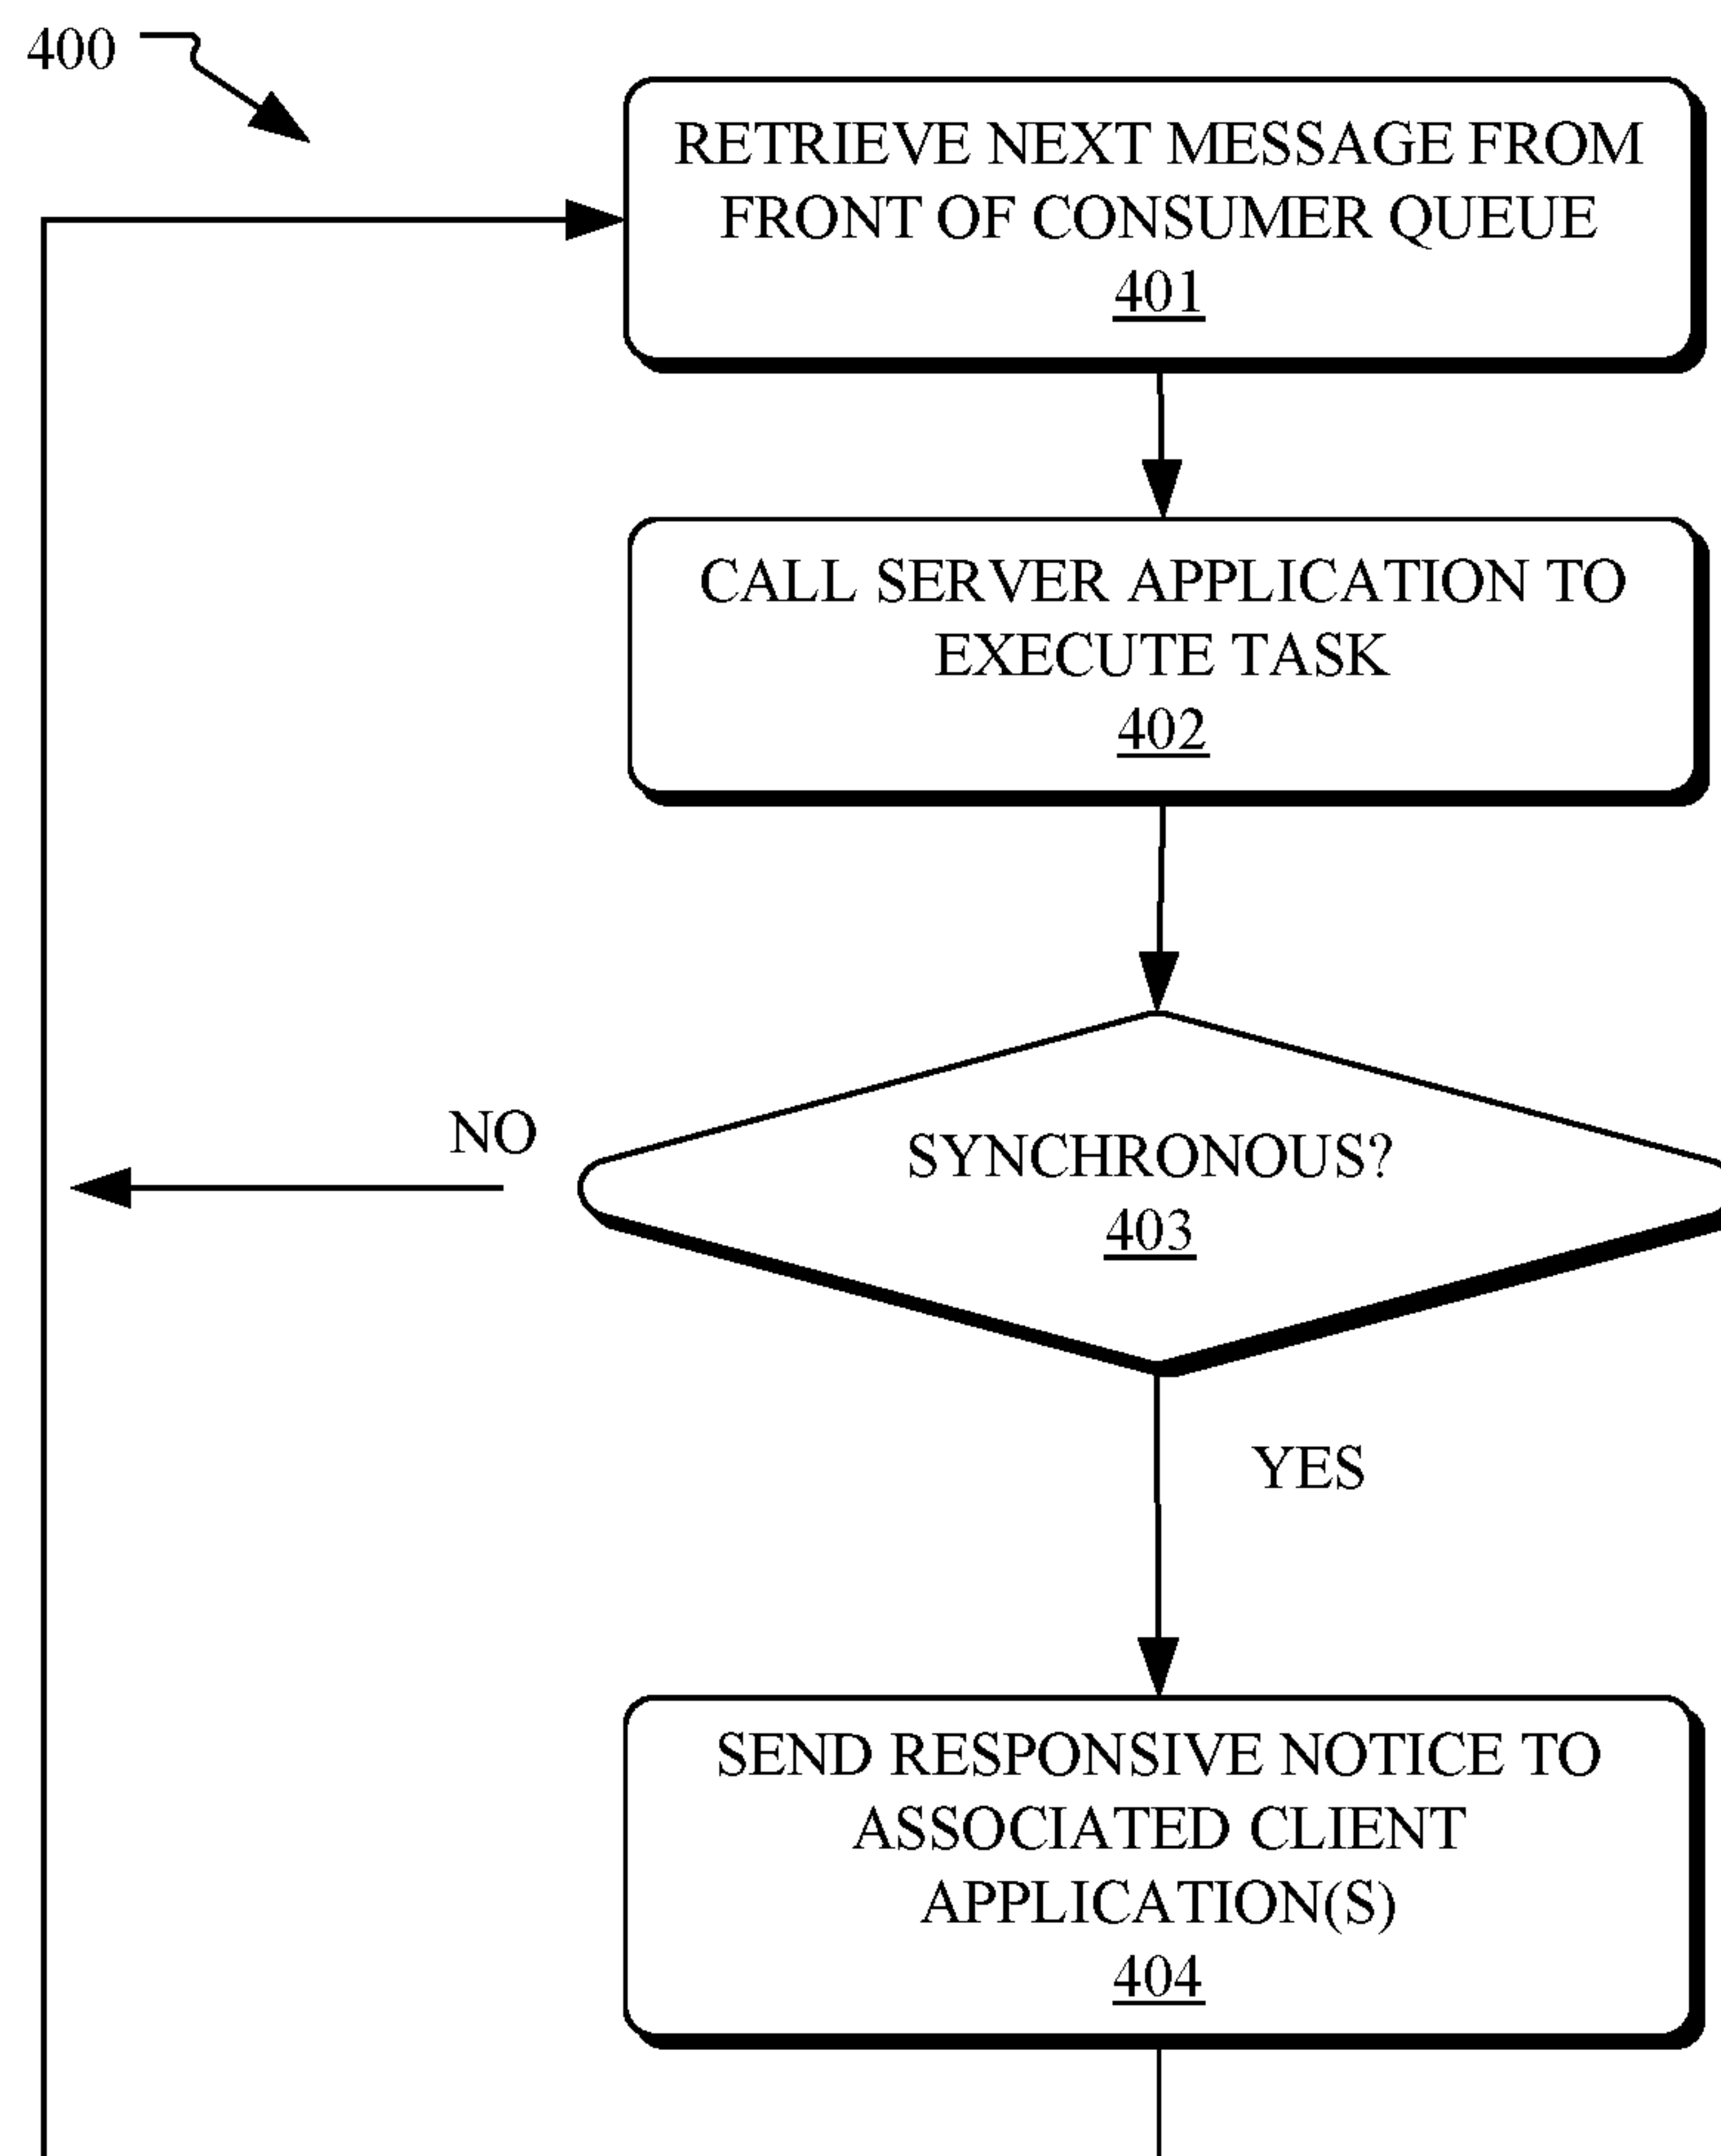 400
RETRIEVE NEXT MESSAGE FROM
FRONT OF CONSUMER QUEUE
401
CALL SERVER APPLICATION TO
EXECUTE TASK
402
NO
SYNCHRONOUS?
403
YES
SEND RESPONSIVE NOTICE TO
ASSOCIATED CLIENT
APPLICATION(S)
404